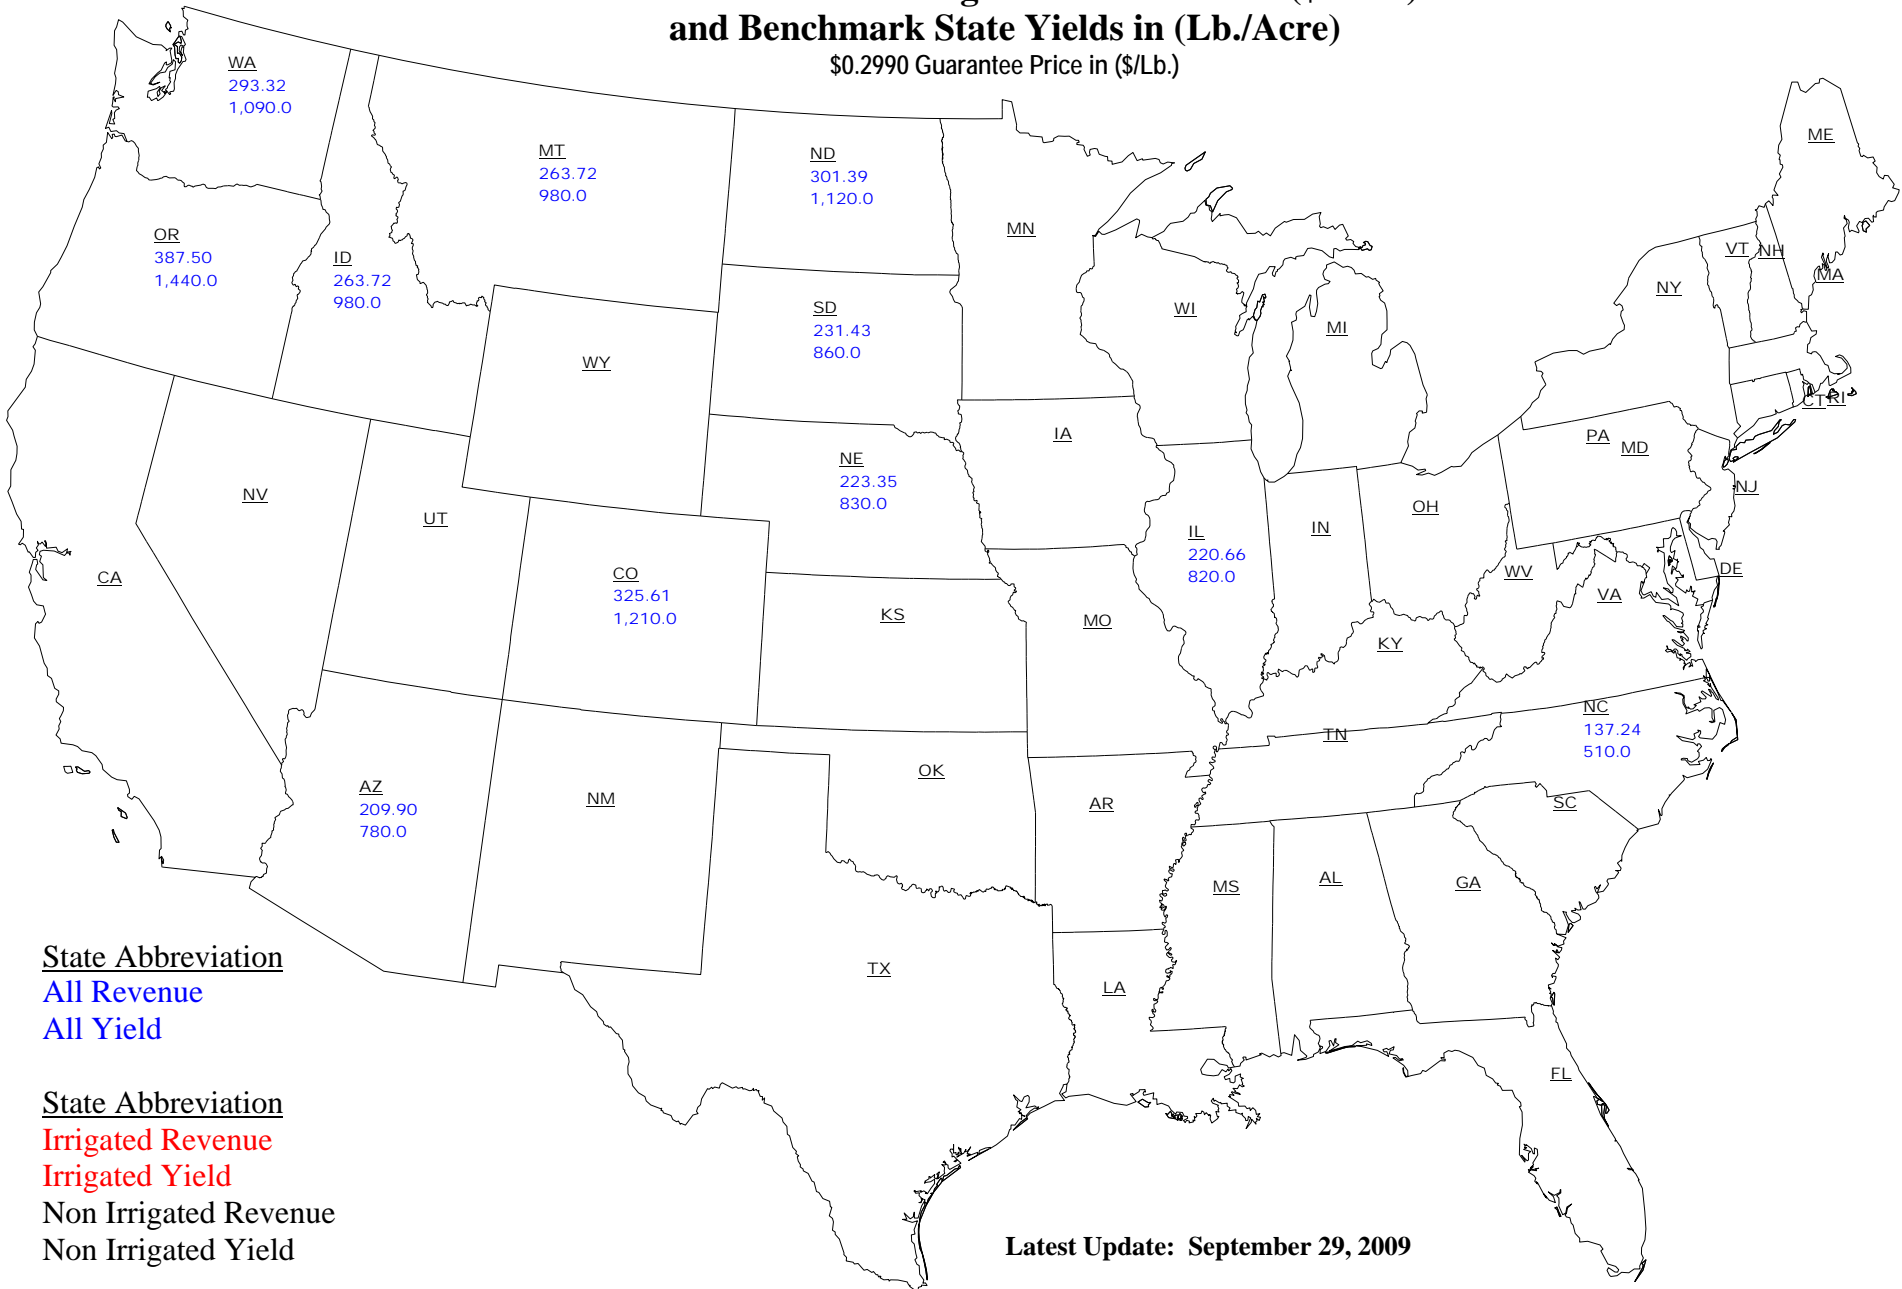 and Benchmark State Yields in (Lb./Acre)
$0.2990 Guarantee Price in ($/Lb.)
WA
293.32
1,090.0
MT
263.72
980.0
ND
301.39
1,120.0
MN
ME
OR
387.50
1,440.0
ID
263.72
980.0
SD
231.43
860.0
WI
MI
NY
VT
NH
MA
WY
CT
RI
NV
UT
NE
223.35
830.0
IA
IL
220.66
820.0
IN
OH
PA
MD
NJ
CA
CO
325.61
1,210.0
KS
MO
KY
WV
VA
DE
AZ
209.90
780.0
NM
OK
AR
TN
NC
137.24
510.0
SC
MS
AL
GA
TX
LA
FL
State Abbreviation
All Revenue
All Yield
State Abbreviation
Irrigated Revenue
Irrigated Yield
Non Irrigated Revenue
Non Irrigated Yield
Latest Update: September 29, 2009